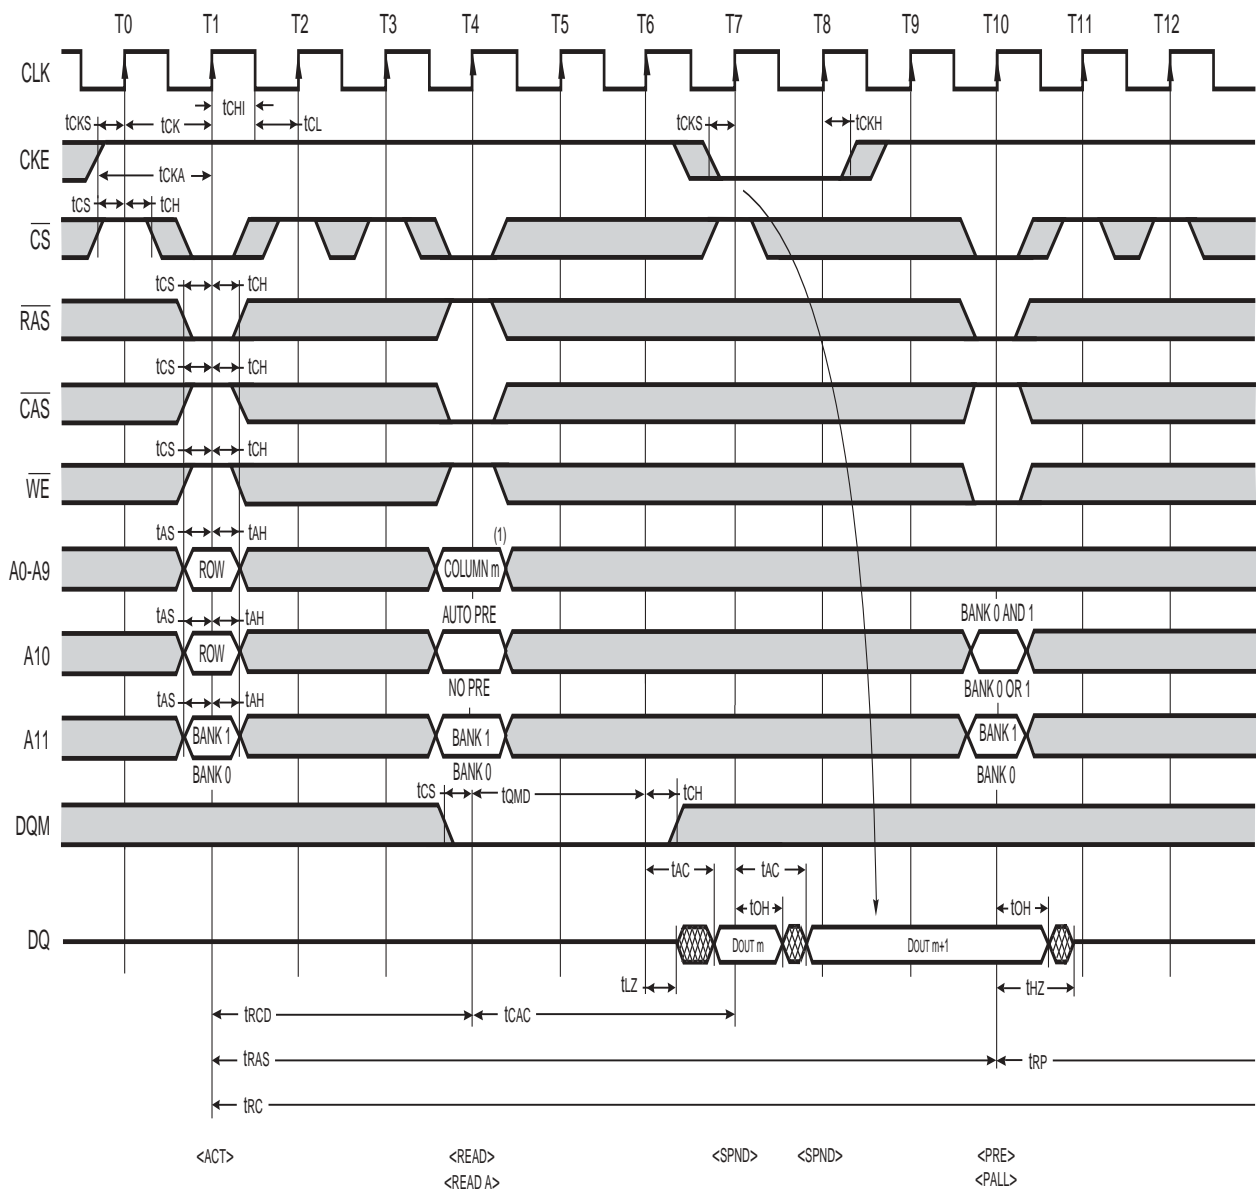 T0 T1 T2 T3 T4 T5 T6 T7 T8 T9 T10 T11 T12
CLK
tCHI
tCKS tCK tCL tCKS tCKH
CKE
tCKA
tCS tCH
CS
tCS tCH
RAS
tCS tCH
CAS
tCS tCH
WE
tAS tAH (1)
A0-A9 ROW COLUMN m
tAS tAH AUTO PRE BANK 0 AND 1
A10 ROW
tAS tAH NO PRE BANK 0 OR 1
A11 BANK 1 BANK 1 BANK 1
BANK 0 BANK 0 BANK 0
tCS tQMD tCH
DQM
tAC tAC
tOH tOH
DQ DOUT m DOUT m+1
tLZ tHZ
tRCD tCAC
tRAS tRP
tRC
<ACT> <READ> <SPND> <SPND> <PRE>
<READ A> <PALL>